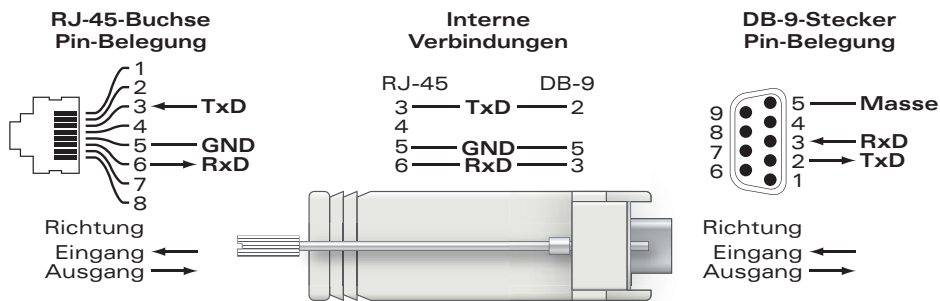 RJ-45-Buchse
Pin-Belegung
1
2
3 TxD
4
5 GND
6 RxD
7
8
Richtung
Eingang
Ausgang
Interne
Verbindungen
RJ-45 DB-9
3 TxD 2
4
5 GND 5
6 RxD 3
DB-9-Stecker
Pin-Belegung
5 Masse
9
4
8
3 RxD
7
2 TxD
6
1
Richtung
Eingang
Ausgang